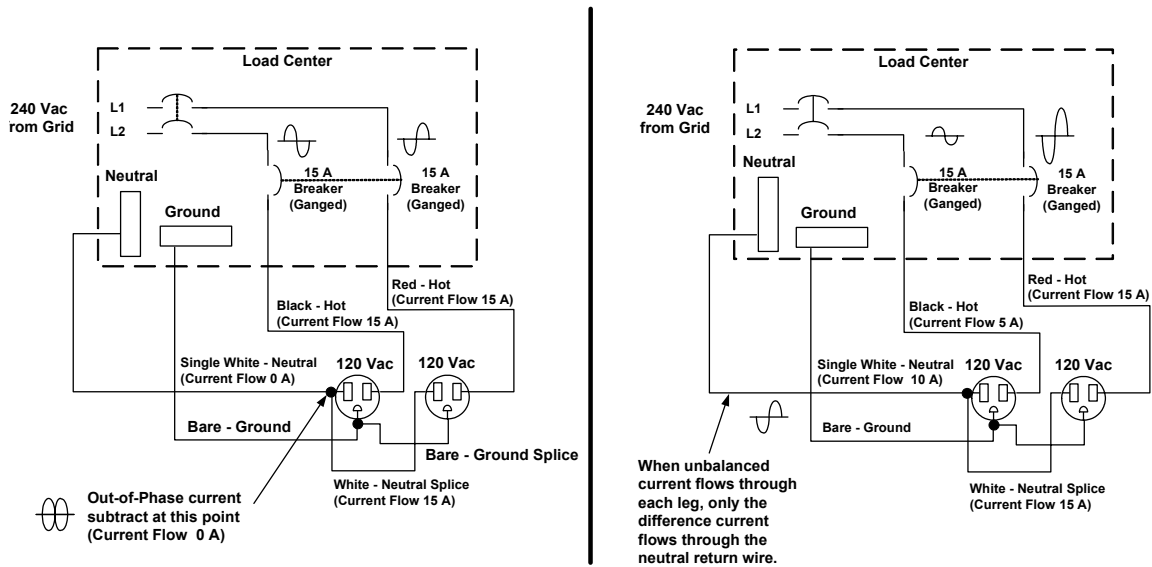 Load Center
240 Vac
rom Grid
L1
L2
Neutral
Ground
15 A
Breaker
(Ganged)
15 A
Breaker
(Ganged)
Red - Hot
(Current Flow 15 A)
Black - Hot
(Current Flow 15 A)
Single White - Neutral
(Current Flow 0 A)
120 Vac
120 Vac
Bare - Ground
Bare - Ground Splice
White - Neutral Splice
(Current Flow 15 A)
Out-of-Phase current
subtract at this point
(Current Flow 0 A)
Load Center
240 Vac
from Grid
L1
L2
Neutral
Ground
15 A
Breaker
(Ganged)
15 A
Breaker
(Ganged)
Red - Hot
(Current Flow 15 A)
Black - Hot
(Current Flow 5 A)
Single White - Neutral
(Current Flow 10 A)
120 Vac
120 Vac
Bare - Ground
White - Neutral Splice
(Current Flow 15 A)
When unbalanced
current flows through
each leg, only the
difference current
flows through the
neutral return wire.